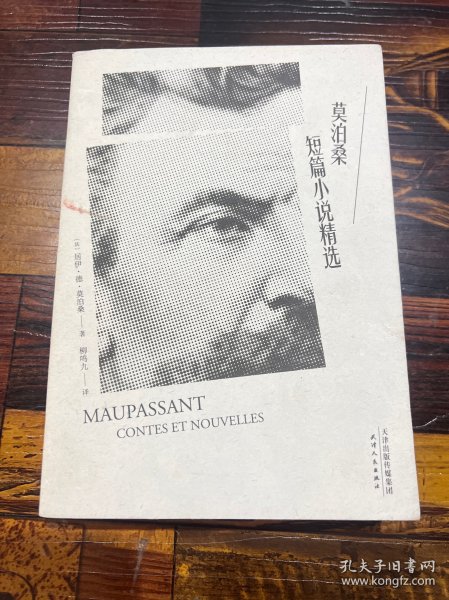 莫泊桑
短篇小说精选
（法）居伊·德·莫泊桑——著
柳鸣九——译
MAUPASSANT
CONTES ET NOUVELLES
天津出版传媒集团
天津人民出版社
孔夫子旧书网
www.kongfz.com